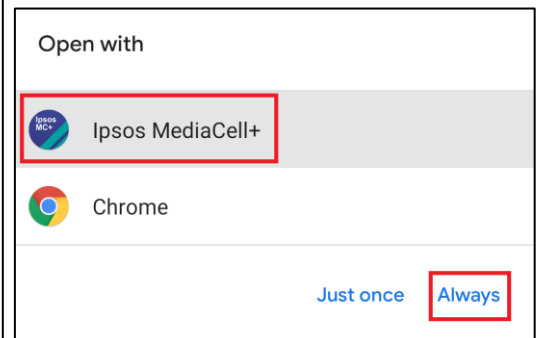 Open with
Ipsos
MC+
Ipsos MediaCell+
Chrome
Just once Always